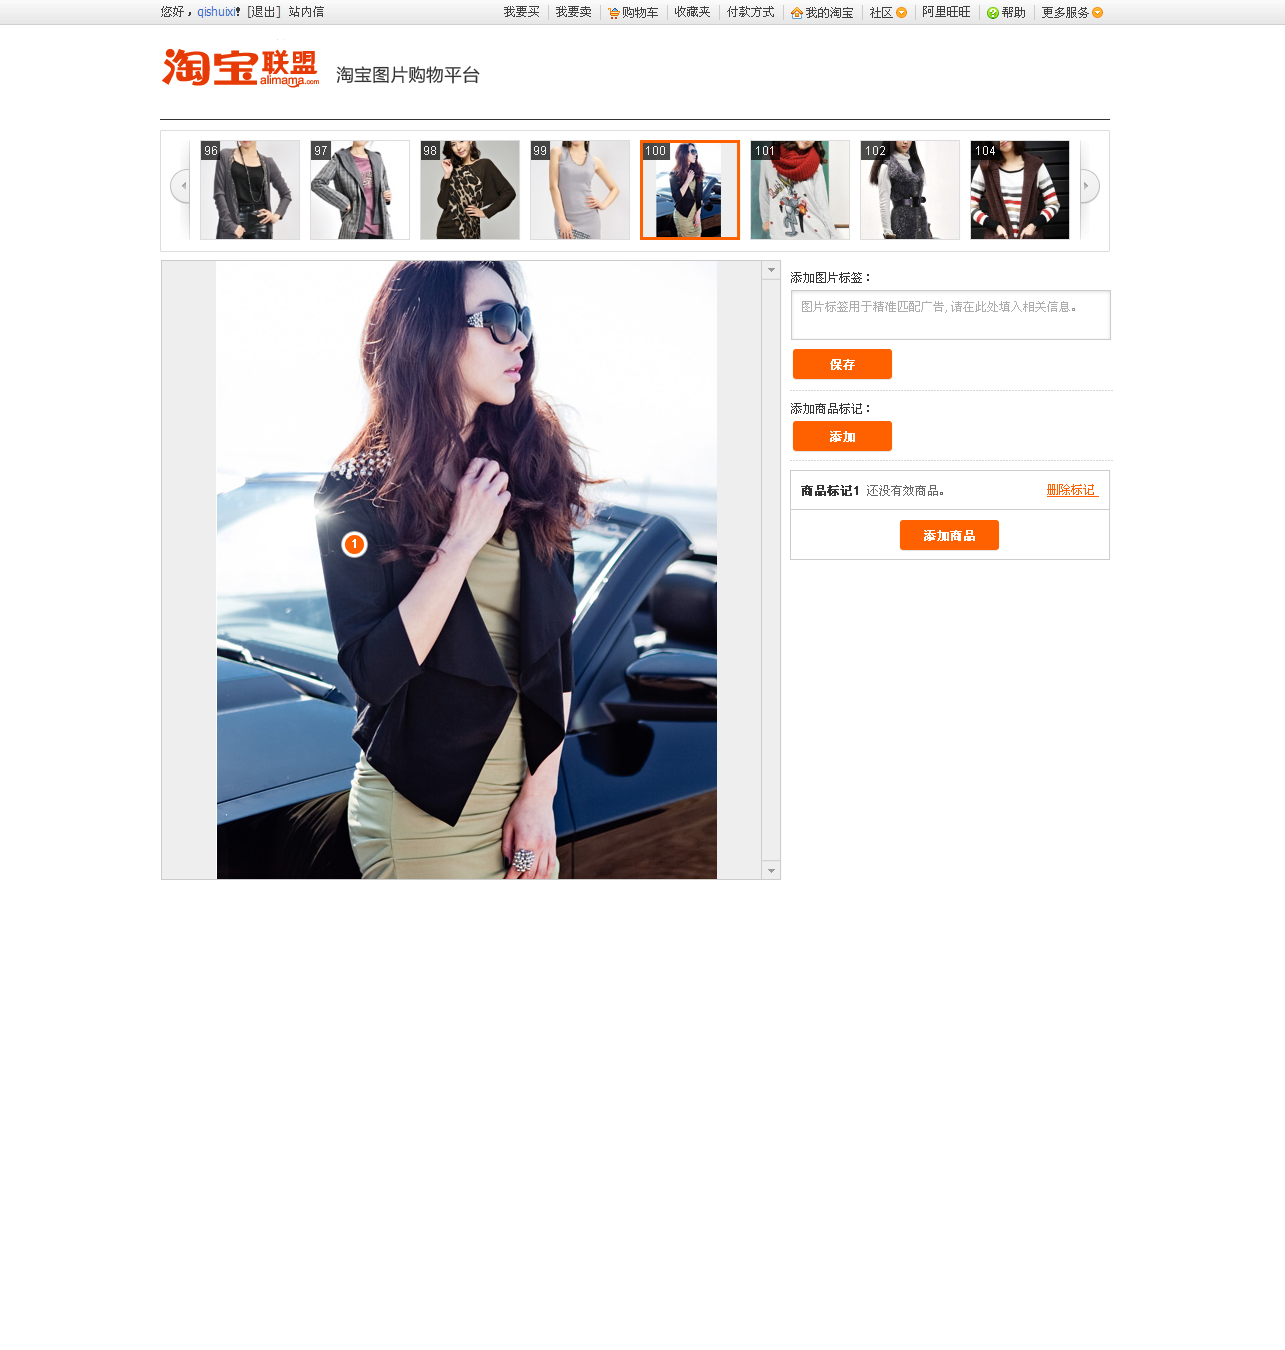 您好，qishuixi! [退出] 站内信 我要买 我要卖 购物车 收藏夹 付款方式 我的淘宝 社区 阿里旺旺 帮助 更多服务
淘宝联盟 淘宝图片购物平台
alimama.com
96 97 98 99 100 101 102 104
添加图片标签：
图片标签用于精准匹配广告，请在此处填入相关信息。
保存
添加商品标记：
添加
商品标记1 还没有效商品。 删除标记
添加商品
1